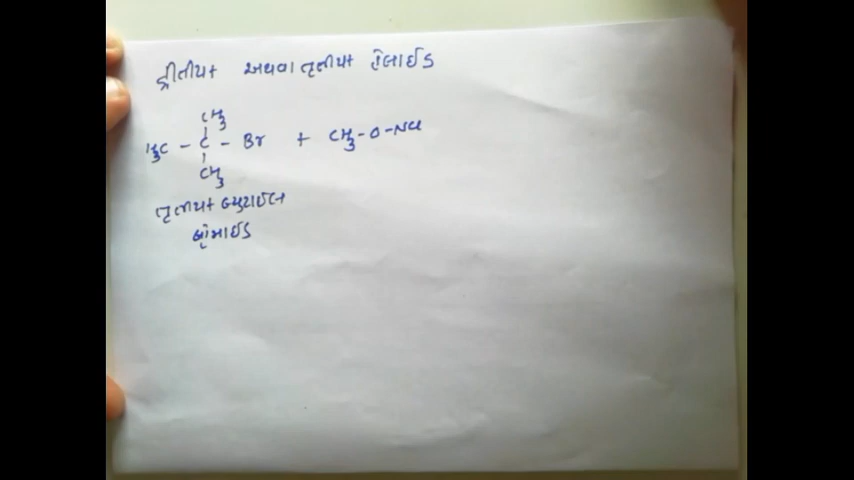 દ્વિતીયક અથવા તૃતીયક હેલાઈડ
CH3
H3C - C - Br + CH3-O-Na
CH3
તૃતીયક બ્યુટાઈલ
બ્રોમાઈડ